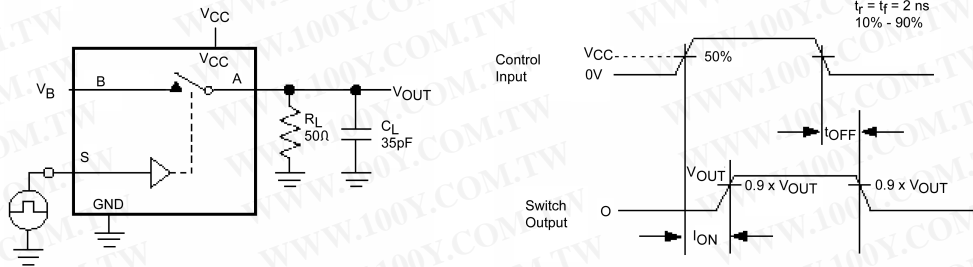 VCC
VCC
B
A
VB
VOUT
RL
50Ω
CL
35pF
S
GND
tr = tf = 2 ns
10% - 90%
Control
Input
VCC
0V
50%
tOFF
VOUT
0.9 x VOUT
0.9 x VOUT
Switch
Output
O
ION
WWW.100Y.COM.TW